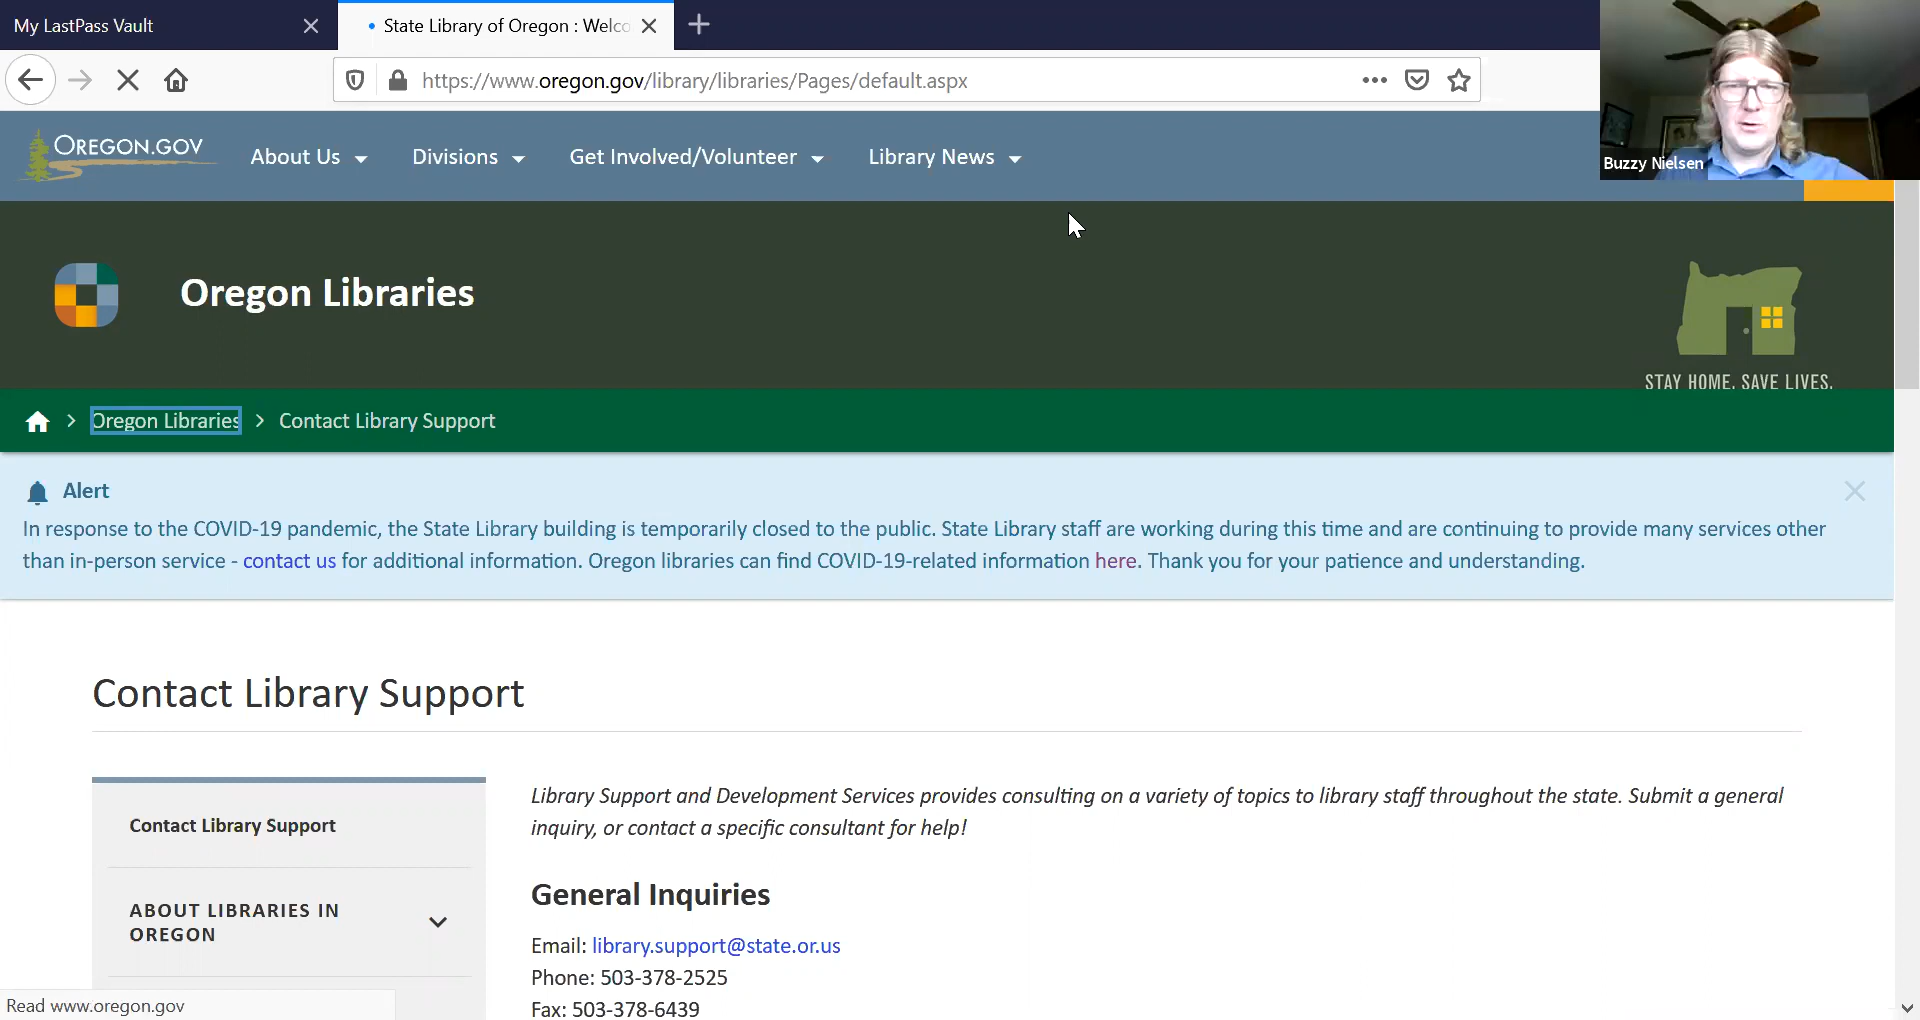 My LastPass Vault
State Library of Oregon : Welco
https://www.oregon.gov/library/libraries/Pages/default.aspx
OREGON.GOV
About Us
Divisions
Get Involved/Volunteer
Library News
Buzzy Nielsen
Oregon Libraries
STAY HOME. SAVE LIVES.
Oregon Libraries > Contact Library Support
Alert
In response to the COVID-19 pandemic, the State Library building is temporarily closed to the public. State Library staff are working during this time and are continuing to provide many services other
than in-person service - contact us for additional information. Oregon libraries can find COVID-19-related information here. Thank you for your patience and understanding.
Contact Library Support
Contact Library Support
ABOUT LIBRARIES IN
OREGON
Library Support and Development Services provides consulting on a variety of topics to library staff throughout the state. Submit a general
inquiry, or contact a specific consultant for help!
General Inquiries
Email: library.support@state.or.us
Phone: 503-378-2525
Fax: 503-378-6439
Read www.oregon.gov